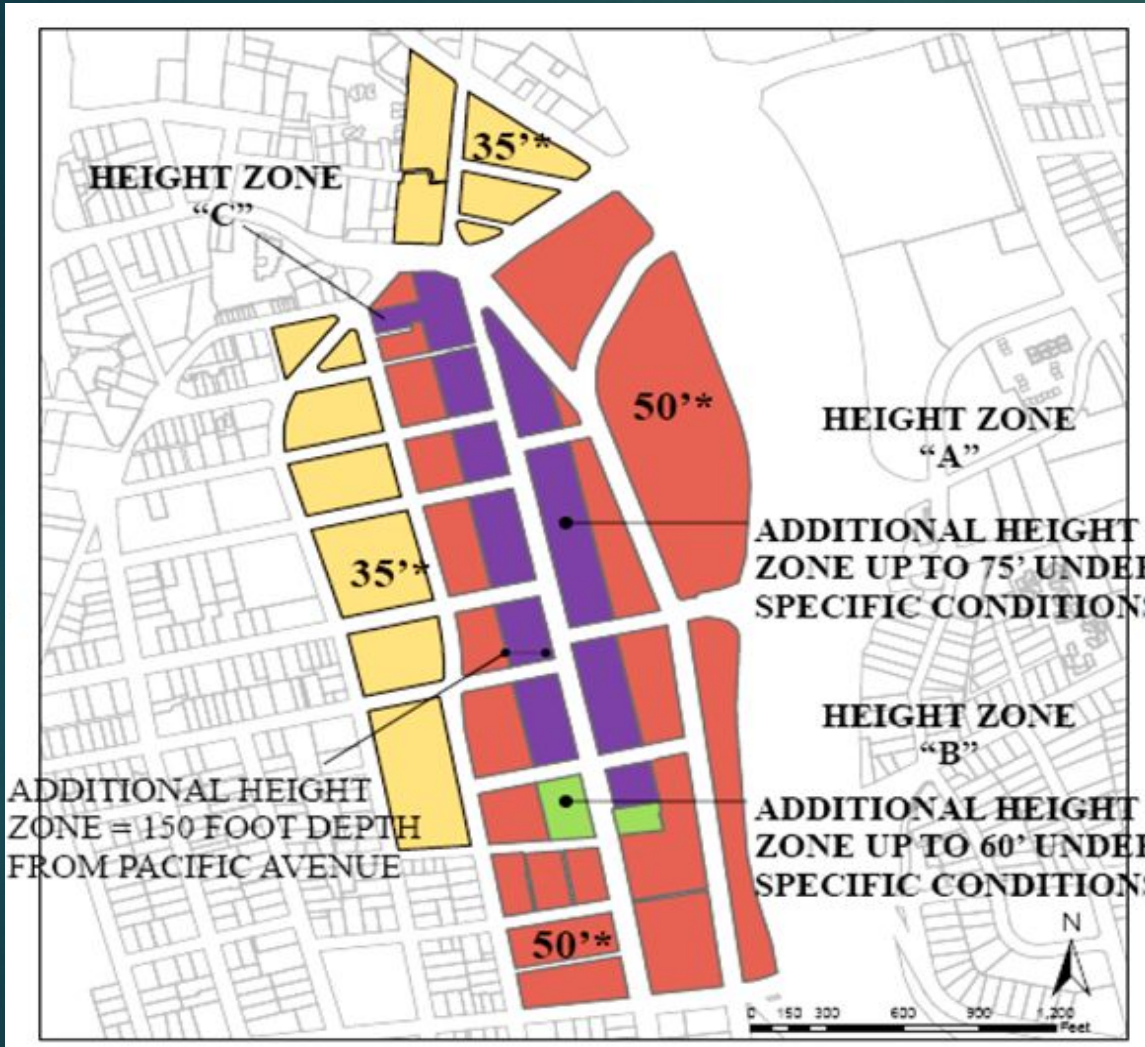 35'*
HEIGHT ZONE
“C”
50'*
HEIGHT ZONE
“A”
ADDITIONAL HEIGHT
ZONE UP TO 75’ UNDER
SPECIFIC CONDITIONS
35'*
HEIGHT ZONE
“B”
ADDITIONAL HEIGHT
ZONE = 150 FOOT DEPTH
FROM PACIFIC AVENUE
ADDITIONAL HEIGHT
ZONE UP TO 60’ UNDER
SPECIFIC CONDITIONS
50'*
N
0 150 300 600 900 1,200
Feet